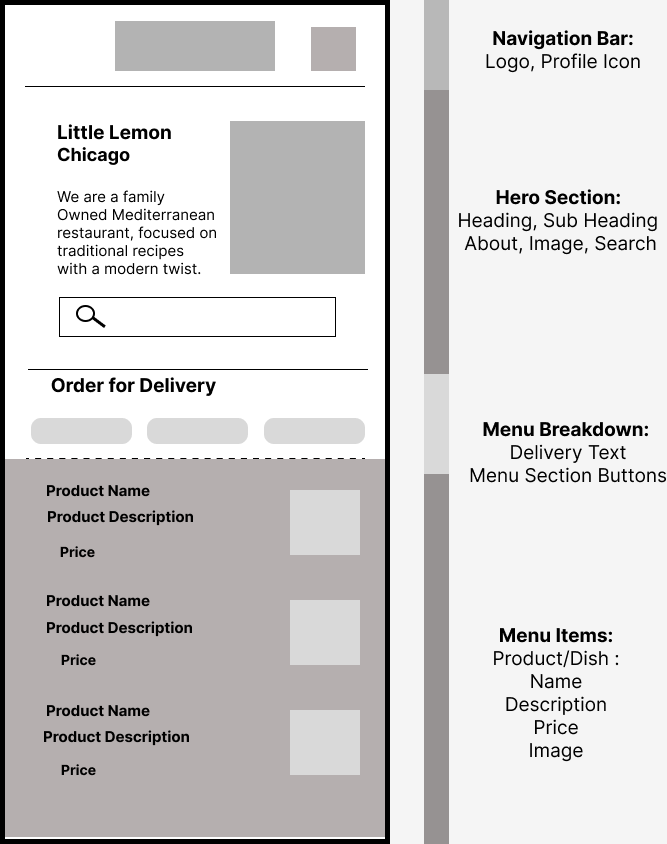 Little Lemon
Chicago
We are a family
Owned Mediterranean
restaurant, focused on
traditional recipes
with a modern twist.
Order for Delivery
Product Name
Product Description
Price
Product Name
Product Description
Price
Product Name
Product Description
Price
Navigation Bar:
Logo, Profile Icon
Hero Section:
Heading, Sub Heading
About, Image, Search
Menu Breakdown:
Delivery Text
Menu Section Buttons
Menu Items:
Product/Dish :
Name
Description
Price
Image